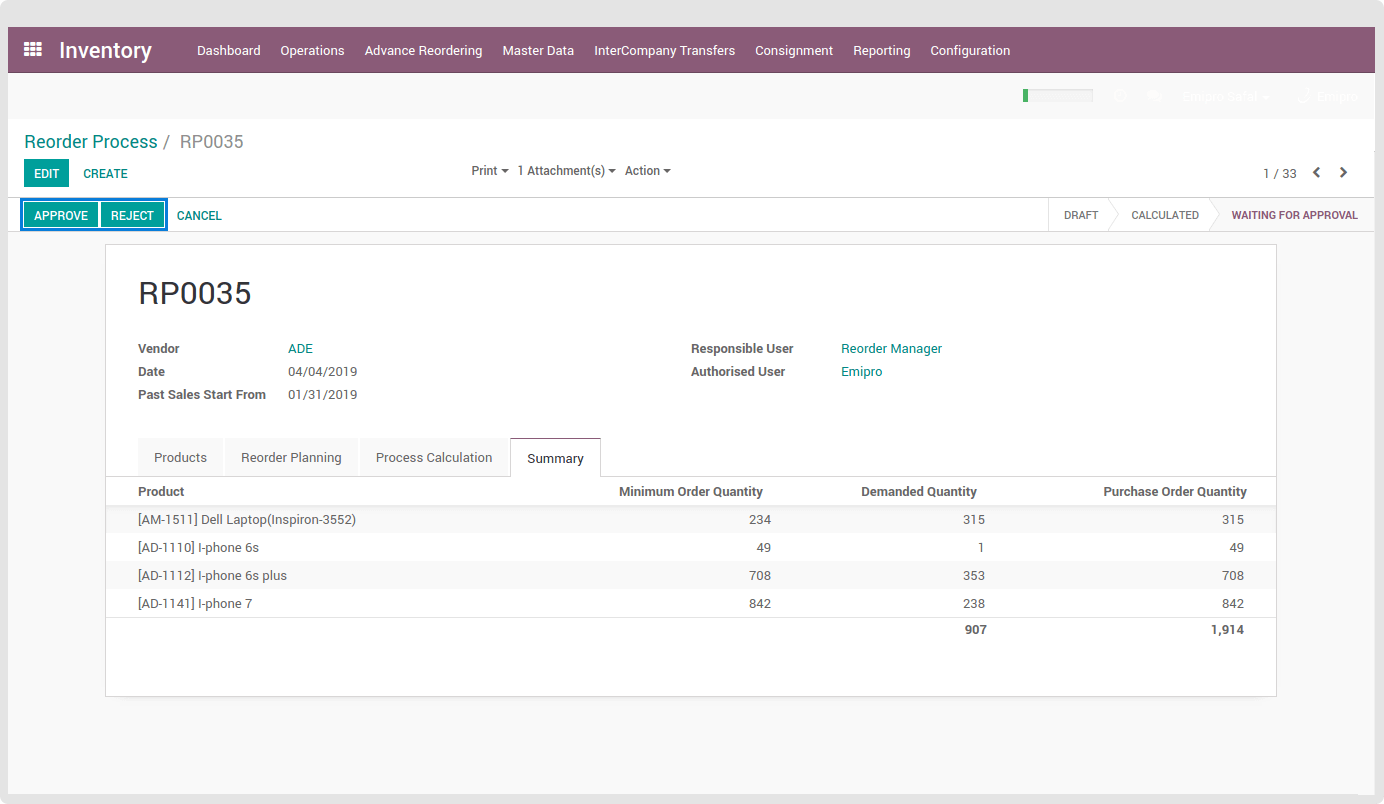 Inventory Dashboard Operations Advance Reordering Master Data InterCompany Transfers Consignment Reporting Configuration
Reorder Process / RP0035
EDIT CREATE Print 1 Attachment(s) Action 1 / 33
APPROVE REJECT CANCEL DRAFT CALCULATED WAITING FOR APPROVAL
RP0035
Vendor ADE Responsible User Reorder Manager
Date 04/04/2019 Authorised User Emipro
Past Sales Start From 01/31/2019
Products Reorder Planning Process Calculation Summary
Product Minimum Order Quantity Demanded Quantity Purchase Order Quantity
[AM-1511] Dell Laptop(Inspiron-3552) 234 315 315
[AD-1110] I-phone 6s 49 1 49
[AD-1112] I-phone 6s plus 708 353 708
[AD-1141] I-phone 7 842 238 842
907 1,914